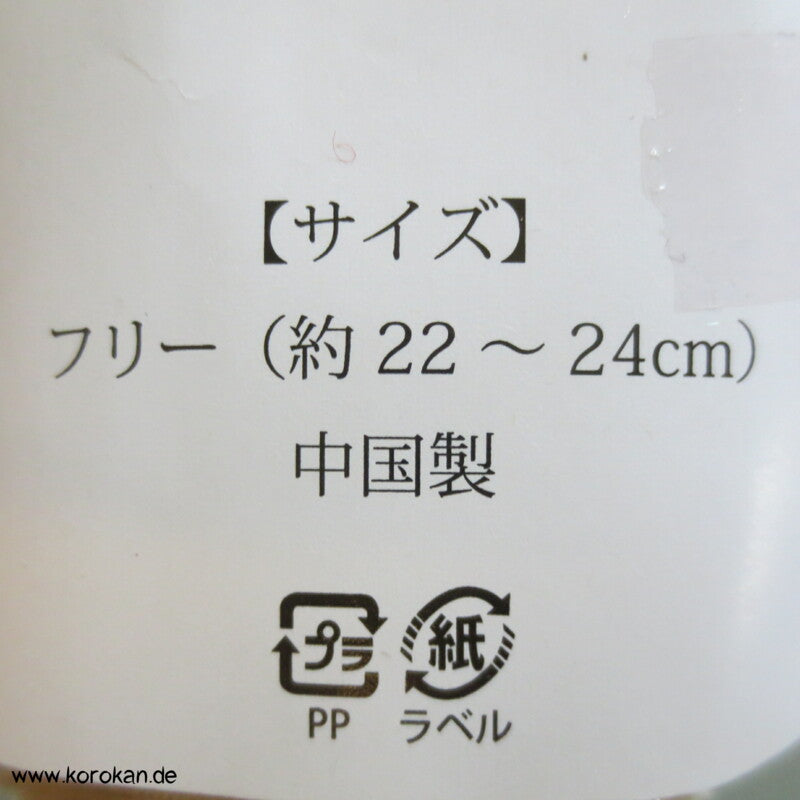 【サイズ】
フリー（約 22 ～ 24cm）
中国製
プラ 紙
PP ラベル
www.korokan.de